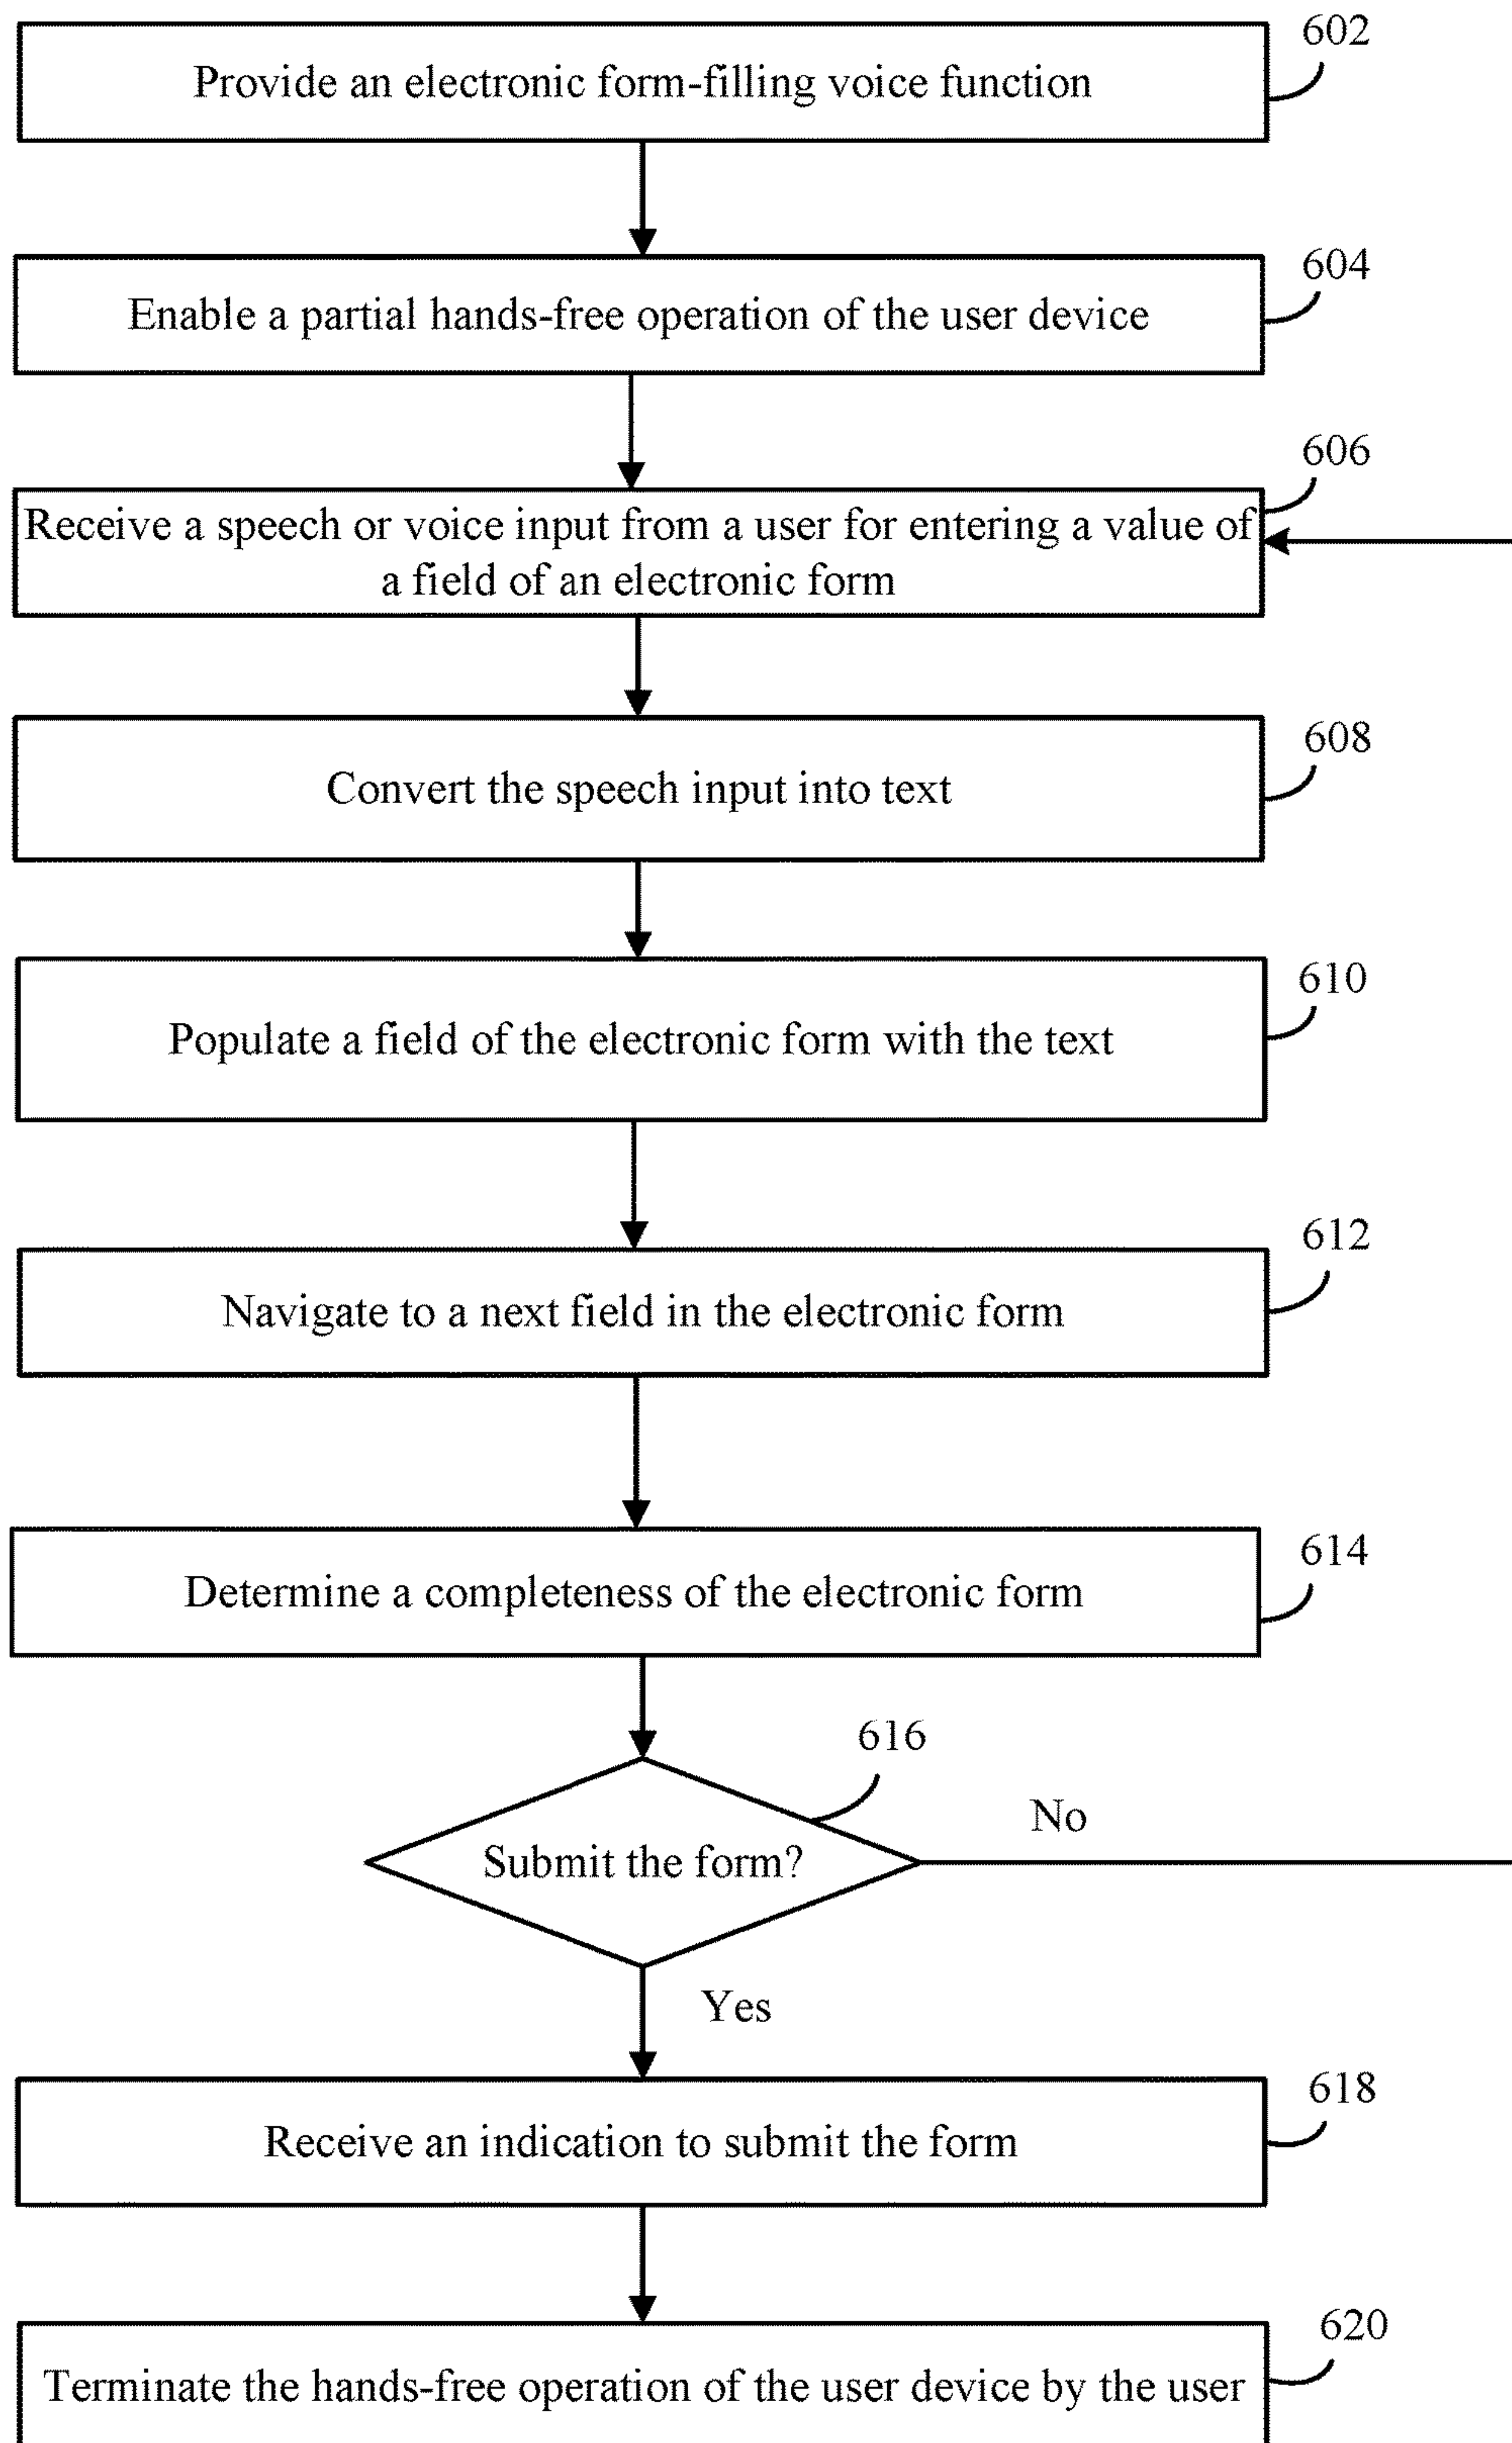 602
Provide an electronic form-filling voice function
604
Enable a partial hands-free operation of the user device
606
Receive a speech or voice input from a user for entering a value of
a field of an electronic form
608
Convert the speech input into text
610
Populate a field of the electronic form with the text
612
Navigate to a next field in the electronic form
614
Determine a completeness of the electronic form
616
No
Submit the form?
Yes
618
Receive an indication to submit the form
620
Terminate the hands-free operation of the user device by the user